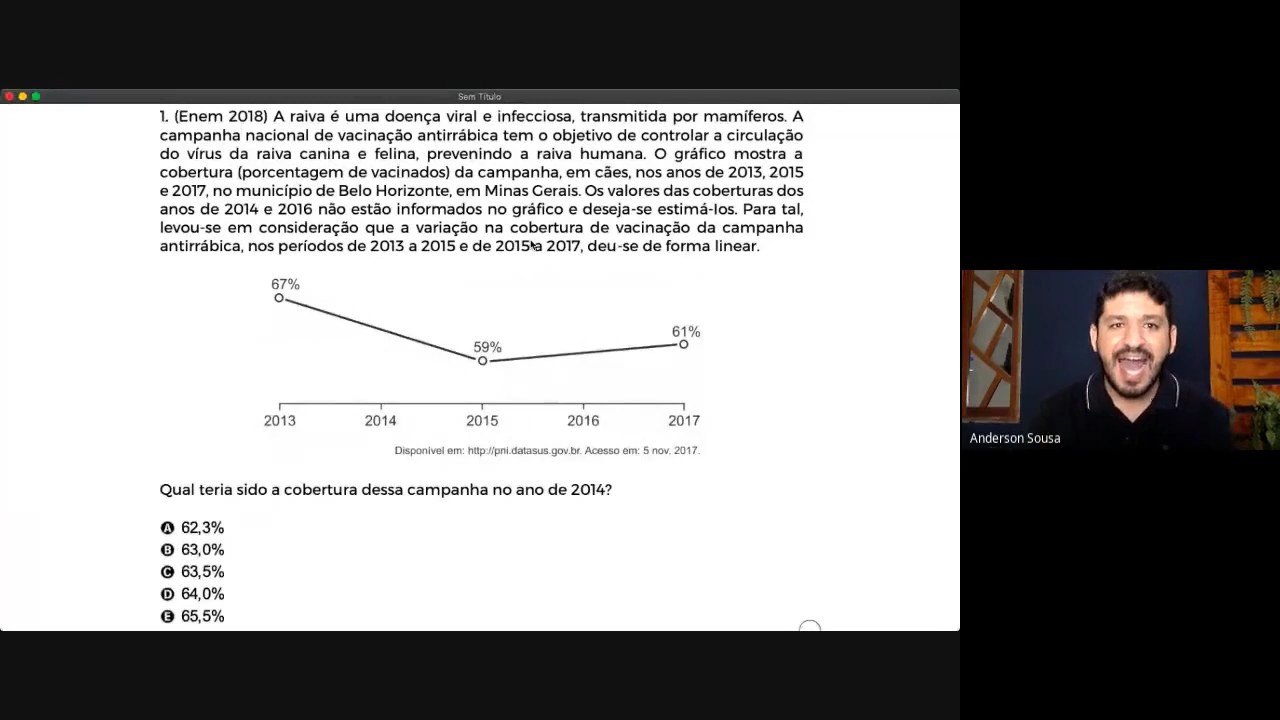 Sem Título
1. (Enem 2018) A raiva é uma doença viral e infecciosa, transmitida por mamíferos. A
campanha nacional de vacinação antirrábica tem o objetivo de controlar a circulação
do vírus da raiva canina e felina, prevenindo a raiva humana. O gráfico mostra a
cobertura (porcentagem de vacinados) da campanha, em cães, nos anos de 2013, 2015
e 2017, no município de Belo Horizonte, em Minas Gerais. Os valores das coberturas dos
anos de 2014 e 2016 não estão informados no gráfico e deseja-se estimá-los. Para tal,
levou-se em consideração que a variação na cobertura de vacinação da campanha
antirrábica, nos períodos de 2013 a 2015 e de 2015 a 2017, deu-se de forma linear.
67%
59%
61%
2013 2014 2015 2016 2017
Disponível em: http://pni.datasus.gov.br. Acesso em: 5 nov. 2017.
Qual teria sido a cobertura dessa campanha no ano de 2014?
A 62,3%
B 63,0%
C 63,5%
D 64,0%
E 65,5%
Anderson Sousa